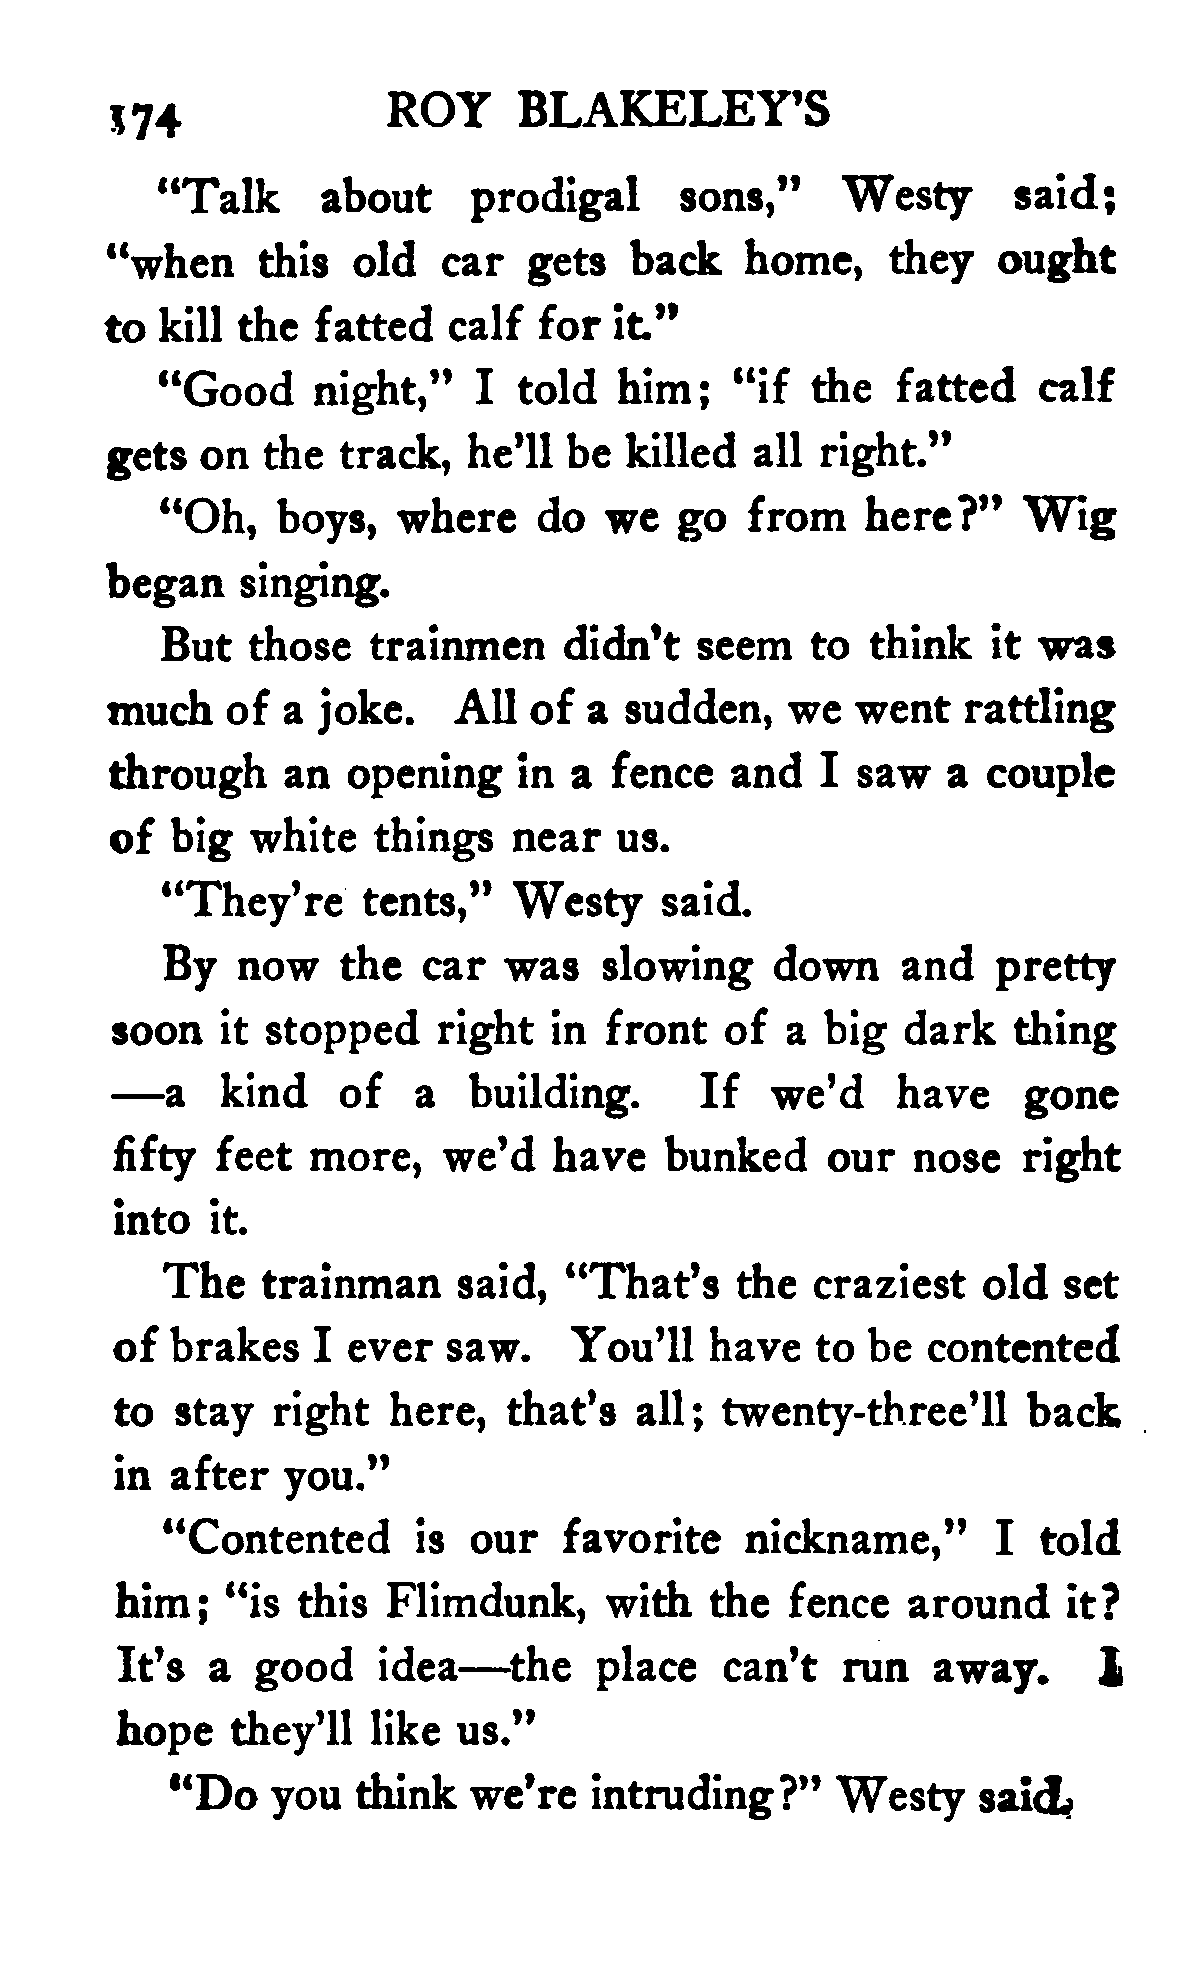 174 ROY BLAKELEY'S
"Talk about prodigal sons," Westy said;
"when this old car gets back home, they ought
to kill the fatted calf for it."
"Good night," I told him; "if the fatted calf
gets on the track, he'll be killed all right."
"Oh, boys, where do we go from here?" Wig
began singing.
But those trainmen didn't seem to think it was
much of a joke. All of a sudden, we went rattling
through an opening in a fence and I saw a couple
of big white things near us.
"They're tents," Westy said.
By now the car was slowing down and pretty
soon it stopped right in front of a big dark thing
—a kind of a building. If we'd have gone
fifty feet more, we'd have bunked our nose right
into it.
The trainman said, "That's the craziest old set
of brakes I ever saw. You'll have to be contented
to stay right here, that's all; twenty-three'll back
in after you."
"Contented is our favorite nickname," I told
him; "is this Flimdunk, with the fence around it?
It's a good idea—the place can't run away. I
hope they'll like us."
"Do you think we're intruding?" Westy said,